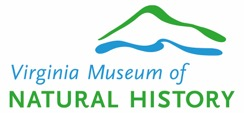 Virginia Museum of
NATURAL HISTORY